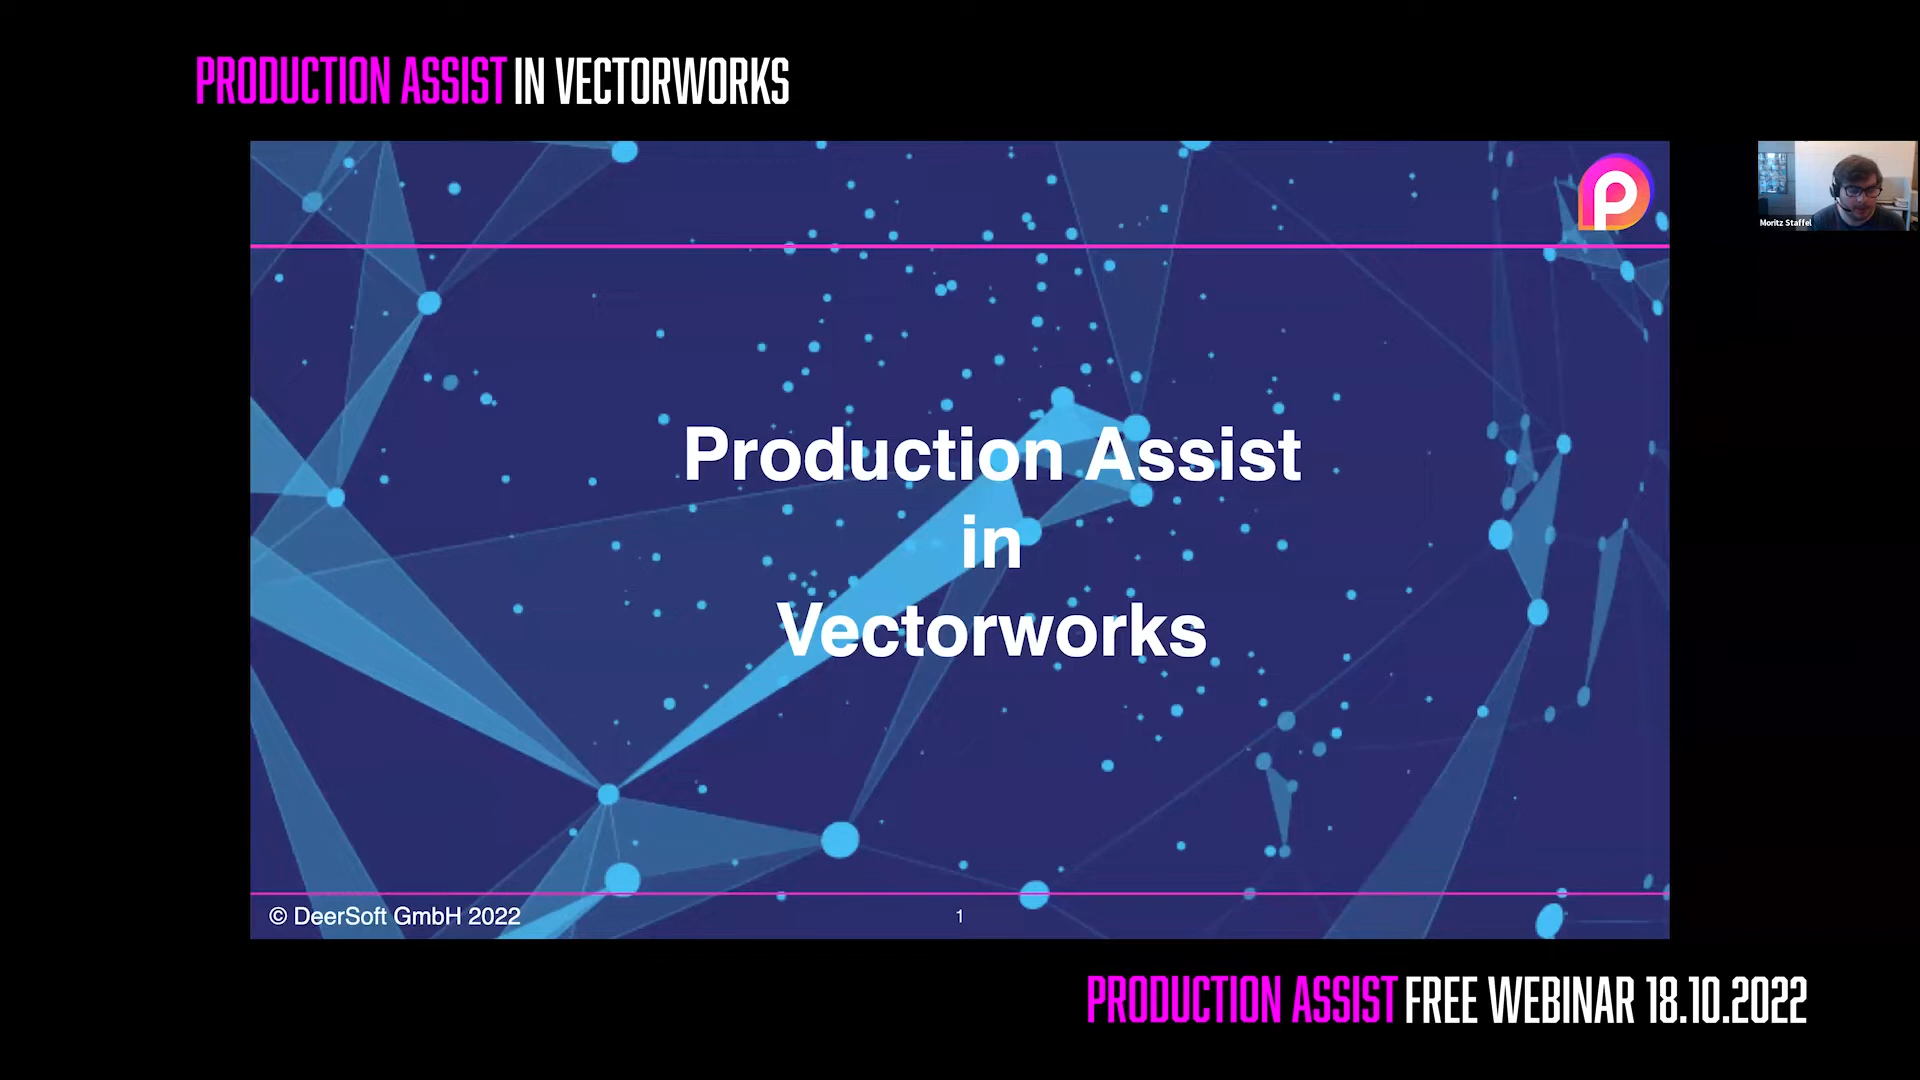 PRODUCTION ASSIST IN VECTORWORKS
P
Moritz Staffel
Production Assist
in
Vectorworks
© DeerSoft GmbH 2022
1
PRODUCTION ASSIST FREE WEBINAR 18.10.2022